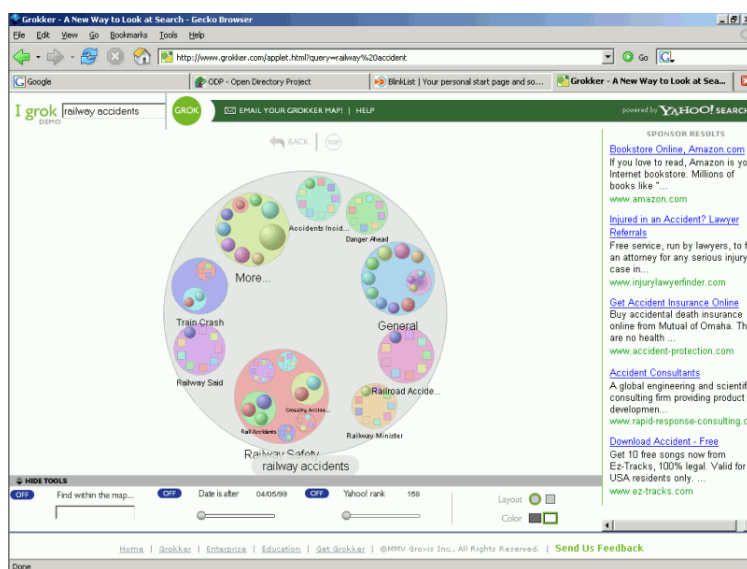 Grokker - A New Way to Look at Search - Gecko Browser
File Edit View Go Bookmarks Tools Help
http://www.grokker.com/applet.html?query=railway%20accident
Go
Google
ODP - Open Directory Project
BlinkList | Your personal start page and so...
Grokker - A New Way to Look at Sea...
I grok railway accidents GROK
DEMO
EMAIL YOUR GROKKER MAP! | HELP
powered by YAHOO! SEARCH
BACK TOP
Accidents Incid...
Danger Ahead
More...
General
Train Crash
Railroad Accide...
Railway Said
Crossing Accide...
Rail Accidents
Railway Minister
Railway Safety
railway accidents
SPONSOR RESULTS
Bookstore Online, Amazon.com
If you love to read, Amazon is yo
Internet bookstore. Millions of
books like "...
www.amazon.com
Injured in an Accident? Lawyer
Referrals
Free service, run by lawyers, to f
an attorney for any serious injury
case in...
www.injurylawyerfinder.com
Get Accident Insurance Online
Buy accidental death insurance
online from Mutual of Omaha. Th
are no health ...
www.accident-protection.com
Accident Consultants
A global engineering and scientif
consulting firm providing product
developmen...
www.rapid-response-consulting.c
Download Accident - Free
Get 10 free songs now from
Ez-Tracks, 100% legal. Valid for
USA residents only. ...
www.ez-tracks.com
HIDE TOOLS
OFF Find within the map...
OFF Date is after 04/05/99
OFF Yahoo! rank 158
Layout
Color
Home | Grokker | Enterprise | Education | Get Grokker | ©MMV Groxis Inc., All Rights Reserved. | Send Us Feedback
Done